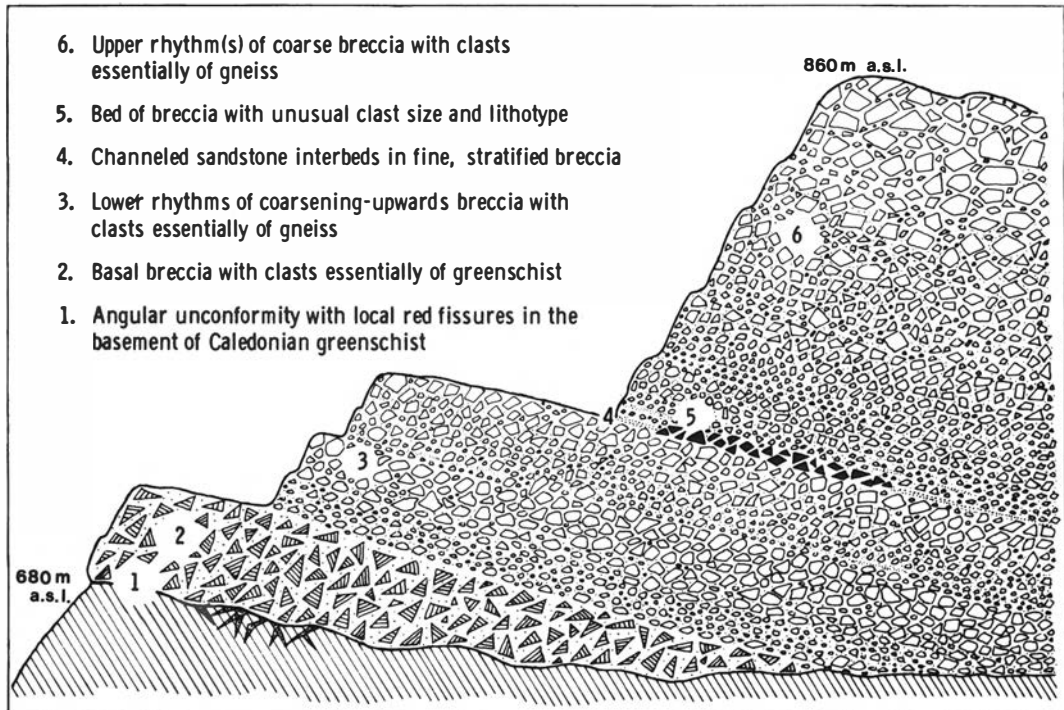 6. Upper rhythm(s) of coarse breccia with clasts
essentially of gneiss
860m a.s.l.
5. Bed of breccia with unusual clast size and lithotype
4. Channeled sandstone interbeds in fine, stratified breccia
3. Lower rhythms of coarsening-upwards breccia with
clasts essentially of gneiss
2. Basal breccia with clasts essentially of greenschist
1. Angular unconformity with local red fissures in the
basement of Caledonian greenschist
6
5
4
3
2
1
680m
a.s.l.